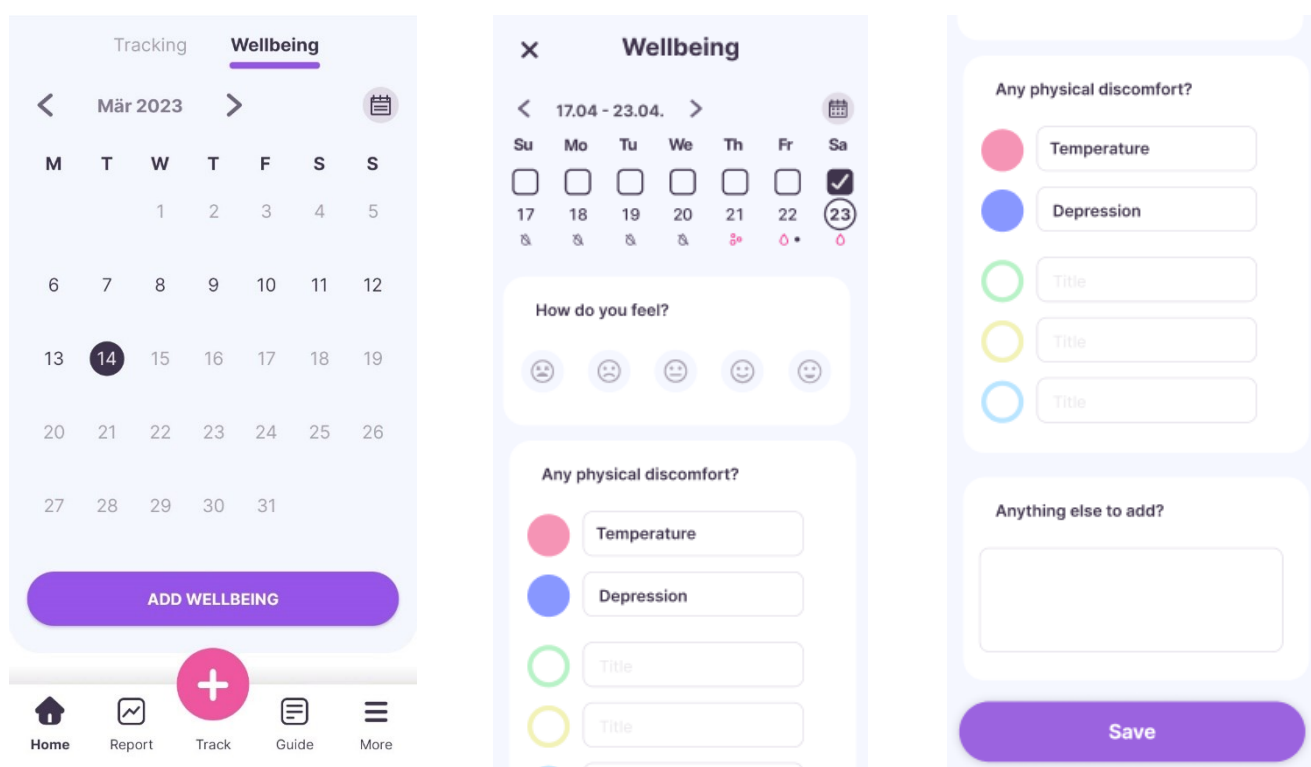 Tracking Wellbeing
Mär 2023
M T W T F S S
1 2 3 4 5
6 7 8 9 10 11 12
13 14 15 16 17 18 19
20 21 22 23 24 25 26
27 28 29 30 31
ADD WELLBEING
Home Report Track Guide More
Wellbeing
17.04 - 23.04.
Su Mo Tu We Th Fr Sa
17 18 19 20 21 22 23
How do you feel?
Any physical discomfort?
Temperature
Depression
Title
Title
Any physical discomfort?
Temperature
Depression
Title
Title
Title
Anything else to add?
Save